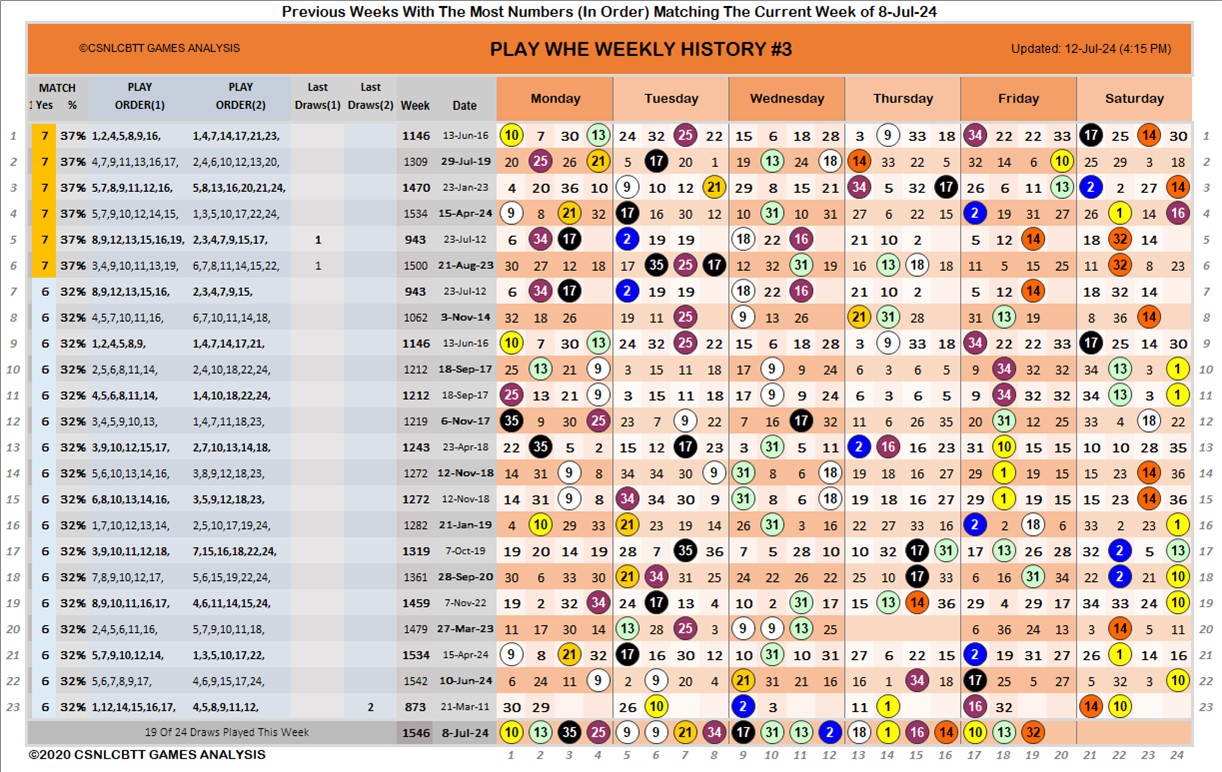 Previous Weeks With The Most Numbers (In Order) Matching The Current Week of 8-Jul-24
©CSNLCBTT GAMES ANALYSIS PLAY WHE WEEKLY HISTORY #3 Updated: 12-Jul-24 (4:15 PM)
MATCH PLAY PLAY Last Last
Yes % ORDER(1) ORDER(2) Draws(1) Draws(2) Week Date Monday Tuesday Wednesday Thursday Friday Saturday
1 7 37% 1,2,4,5,8,9,16, 1,4,7,14,17,21,23, 1146 13-Jun-16 10 7 30 13 24 32 25 22 15 6 18 28 3 9 33 18 34 22 22 33 17 25 14 30 1
2 7 37% 4,7,9,11,13,16,17, 2,4,6,10,12,13,20, 1309 29-Jul-19 20 25 26 21 5 17 20 1 19 13 24 18 14 33 22 5 32 14 6 10 25 29 3 18 2
3 7 37% 5,7,8,9,11,12,16, 5,8,13,16,20,21,24, 1470 23-Jan-23 4 20 36 10 9 10 12 21 29 8 15 21 34 5 32 17 26 6 11 13 2 2 27 14 3
4 7 37% 5,7,9,10,12,14,15, 1,3,5,10,17,22,24, 1534 15-Apr-24 9 8 21 32 17 16 30 12 10 31 10 31 27 6 22 15 2 19 31 27 26 1 14 16 4
5 7 37% 8,9,12,13,15,16,19, 2,3,4,7,9,15,17, 1 943 23-Jul-12 6 34 17 2 19 19 18 22 16 21 10 2 5 12 14 18 32 14 5
6 7 37% 3,4,9,10,11,13,19, 5,7,8,11,14,15,22, 1 1500 21-Aug-23 30 27 12 18 17 35 25 17 12 32 31 19 16 13 18 18 11 5 15 25 11 32 23 6
7 6 32% 8,9,12,13,15,16, 2,3,4,7,9,15, 943 23-Jul-12 6 34 17 2 19 19 18 22 16 21 10 2 5 12 14 18 32 14 7
8 6 32% 4,5,7,10,11,15, 6,7,10,11,14,18, 1062 3-Nov-14 32 18 26 19 11 25 9 13 26 21 31 28 31 13 19 8 36 14 8
9 6 32% 1,2,4,5,8,9, 1,4,7,14,17,21, 1146 13-Jun-16 10 7 30 13 24 32 25 22 15 6 18 28 3 9 33 18 34 22 22 33 17 25 14 30 9
10 6 32% 2,5,6,8,11,14, 2,4,10,18,22,24, 1212 18-Sep-17 25 13 21 9 3 15 11 18 17 9 9 24 6 3 6 5 9 34 32 32 34 13 3 1 10
11 6 32% 4,5,6,8,11,14, 1,4,10,18,22,24, 1212 18-Sep-17 25 13 21 9 3 15 11 18 17 9 9 24 6 3 6 5 9 34 32 32 34 13 3 1 11
12 6 32% 3,4,5,9,10,13, 1,4,7,11,18,23, 1219 6-Nov-17 35 9 30 25 23 7 9 22 7 16 17 32 11 6 26 35 20 31 12 25 33 4 18 22 12
13 6 32% 3,9,10,12,15,17, 2,7,10,13,14,18, 1243 23-Apr-18 22 35 5 2 15 12 17 23 3 31 5 11 2 16 16 23 31 10 15 15 10 10 28 35 13
14 6 32% 5,6,10,13,14,16, 3,8,9,12,18,23, 1272 12-Nov-18 14 31 9 8 34 34 30 9 31 8 6 18 19 18 16 27 29 1 19 15 15 23 14 36 14
15 6 32% 6,8,10,13,14,16, 3,5,9,12,18,23, 1272 12-Nov-18 14 31 9 8 34 34 30 9 31 8 6 18 19 18 16 27 29 1 19 15 15 23 14 36 15
16 6 32% 1,7,10,12,13,14, 2,5,10,17,19,24, 1282 21-Jan-19 4 10 29 33 21 23 19 14 26 31 3 16 22 27 33 16 2 2 18 6 33 2 23 1 16
17 6 32% 3,9,10,11,12,18, 7,15,16,18,22,24, 1319 7-Oct-19 19 20 14 19 28 7 35 36 7 5 28 10 10 32 17 31 17 13 26 28 32 2 5 13 17
18 6 32% 7,8,9,10,12,17, 5,6,15,19,22,24, 1361 28-Sep-20 30 6 33 30 21 34 31 25 24 22 26 22 25 10 17 33 6 16 31 34 22 2 21 10 18
19 6 32% 8,9,10,11,16,17, 4,6,11,14,15,24, 1459 7-Nov-22 19 2 32 34 24 17 13 4 10 2 31 17 15 13 14 36 29 4 29 17 34 33 24 10 19
20 6 32% 2,4,5,6,11,16, 5,7,9,10,11,18, 1479 27-Mar-23 11 17 30 14 13 28 25 3 9 9 13 25 6 36 24 13 3 14 5 11 20
21 6 32% 5,7,9,10,12,14, 1,3,5,10,17,22, 1534 15-Apr-24 9 8 21 32 17 16 30 12 10 31 10 31 27 6 22 15 2 19 31 27 26 1 14 16 21
22 6 32% 5,6,7,8,9,17, 4,6,9,15,17,24, 1542 10-Jun-24 6 24 11 9 2 9 20 4 21 31 21 16 16 1 34 18 17 25 5 27 5 32 3 10 22
23 6 32% 1,12,14,15,16,17, 4,5,8,9,11,12, 2 873 21-Mar-11 30 29 26 10 2 3 11 1 16 32 14 10 23
19 Of 24 Draws Played This Week 1546 8-Jul-24 10 13 35 25 9 9 21 34 17 31 13 2 18 1 16 14 10 13 32
©2020 CSNLCBTT GAMES ANALYSIS 1 2 3 4 5 6 7 8 9 10 11 12 13 14 15 16 17 18 19 20 21 22 23 24